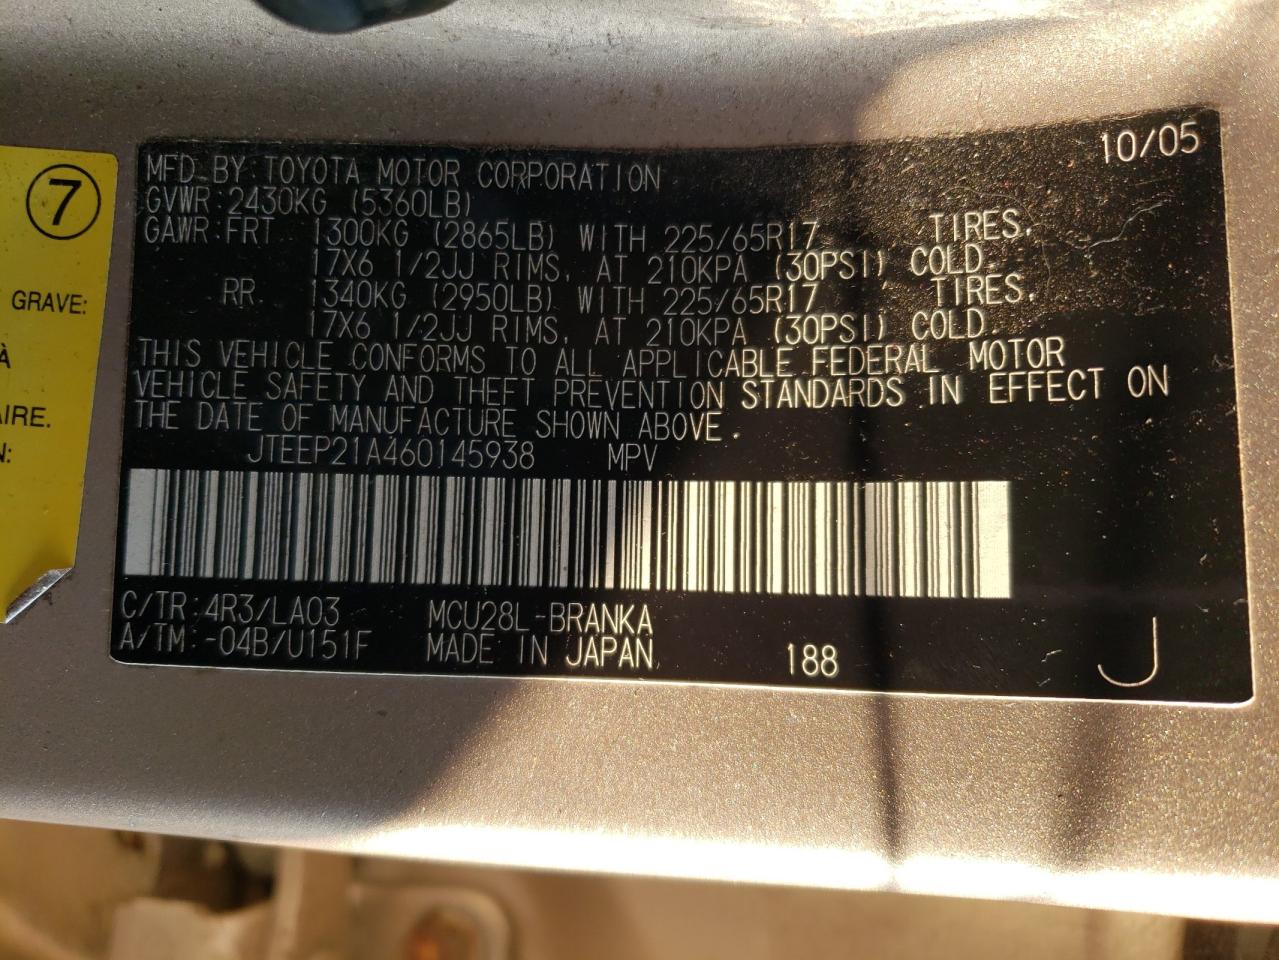 10/05
MFD BY TOYOTA MOTOR CORPORATION
GVWR:2430KG (5360LB)
GAWR:FRT 1300KG (2865LB) WITH 225/65R17 TIRES,
17X6 1/2JJ RIMS, AT 210KPA (30PSI) COLD.
RR 1340KG (2950LB) WITH 225/65R17 TIRES.
17X6 1/2JJ RIMS, AT 210KPA (30PSI) COLD.
THIS VEHICLE CONFORMS TO ALL APPLICABLE FEDERAL MOTOR
VEHICLE SAFETY AND THEFT PREVENTION STANDARDS IN EFFECT ON
THE DATE OF MANUFACTURE SHOWN ABOVE.
JTEEP21A460145938 MPV
C/TR:4R3/LA03 MCU28L-BRANKA
A/TM:-04B/U151F MADE IN JAPAN 188 J
7
GRAVE:
À
AIRE.
N: